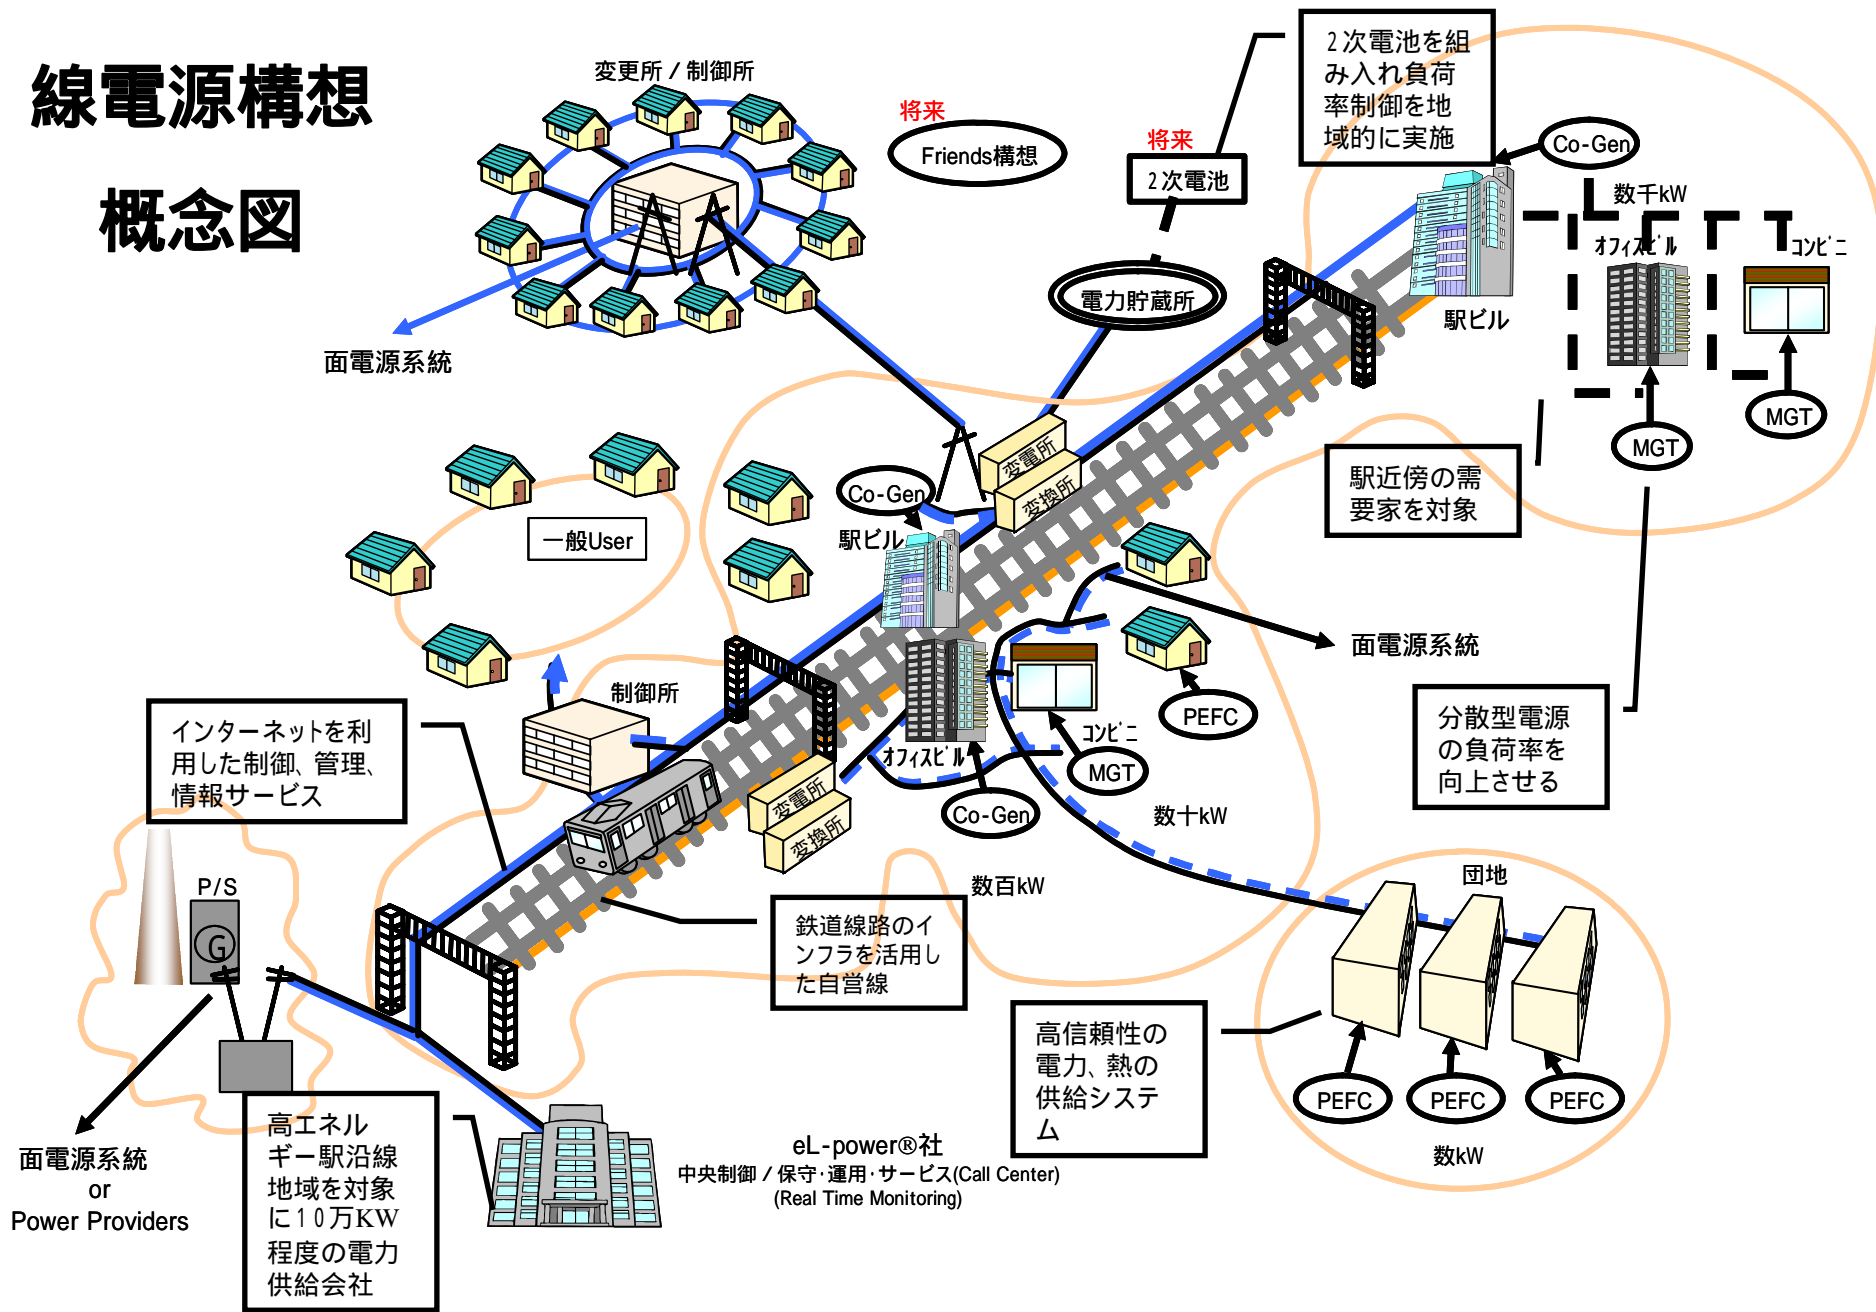 線電源構想
概念図
変更所 / 制御所
将来
Friends構想
将来
2次電池
2次電池を組
み入れ負荷
率制御を地
域的に実施
Co-Gen
数千kW
オフィスビル
コンビニ
駅ビル
MGT
MGT
電力貯蔵所
面電源系統
駅近傍の需
要家を対象
変電所
変換所
Co-Gen
駅ビル
一般User
面電源系統
PEFC
制御所
コンビニ
MGT
オフィスビル
Co-Gen
分散型電源
の負荷率を
向上させる
インターネットを利
用した制御、管理、
情報サービス
変電所
変換所
数十kW
数百kW
団地
P/S
G
鉄道線路のイ
ンフラを活用し
た自営線
高信頼性の
電力、熱の
供給システ
ム
PEFC
PEFC
PEFC
数kW
面電源系統
or
Power Providers
高エネル
ギー駅沿線
地域を対象
に10万KW
程度の電力
供給会社
eL-power®社
中央制御 / 保守・運用・サービス(Call Center)
(Real Time Monitoring)